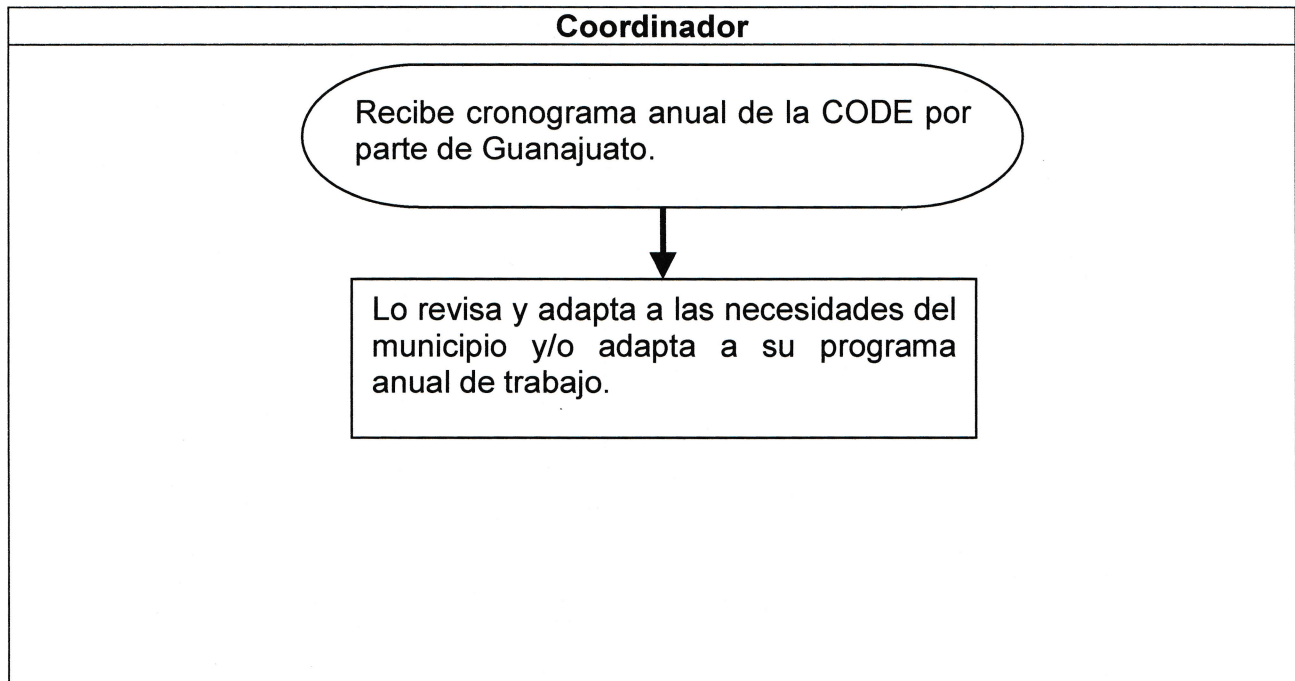 Coordinador
Recibe cronograma anual de la CODE por
parte de Guanajuato.
Lo revisa y adapta a las necesidades del
municipio y/o adapta a su programa
anual de trabajo.